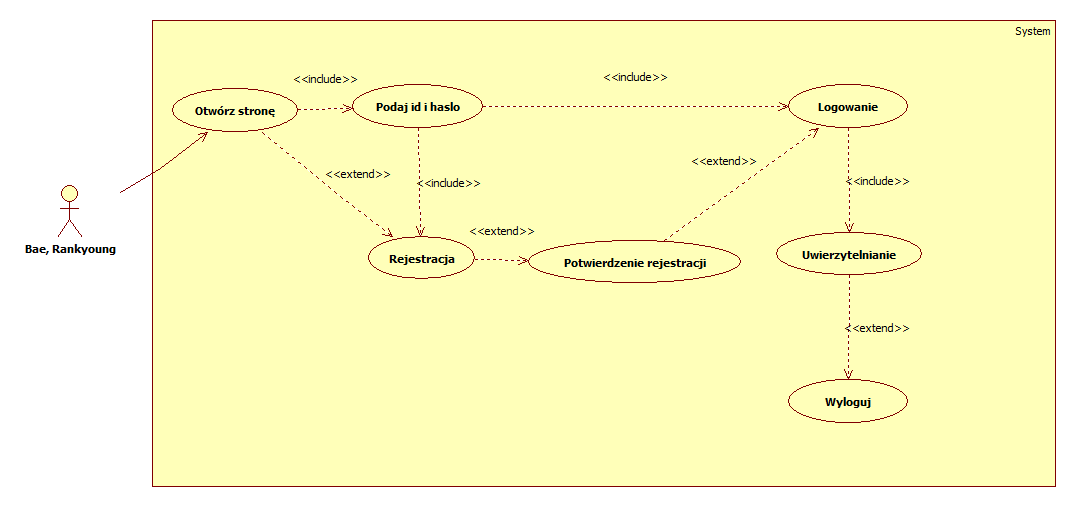 System
<<include>>
<<include>>
Otwórz stronę
Podaj id i hasło
Logowanie
<<extend>>
<<extend>>
<<include>>
<<include>>
Bae, Rankyoung
<<extend>>
Rejestracja
Potwierdzenie rejestracji
Uwierzytelnianie
<<extend>>
Wyloguj